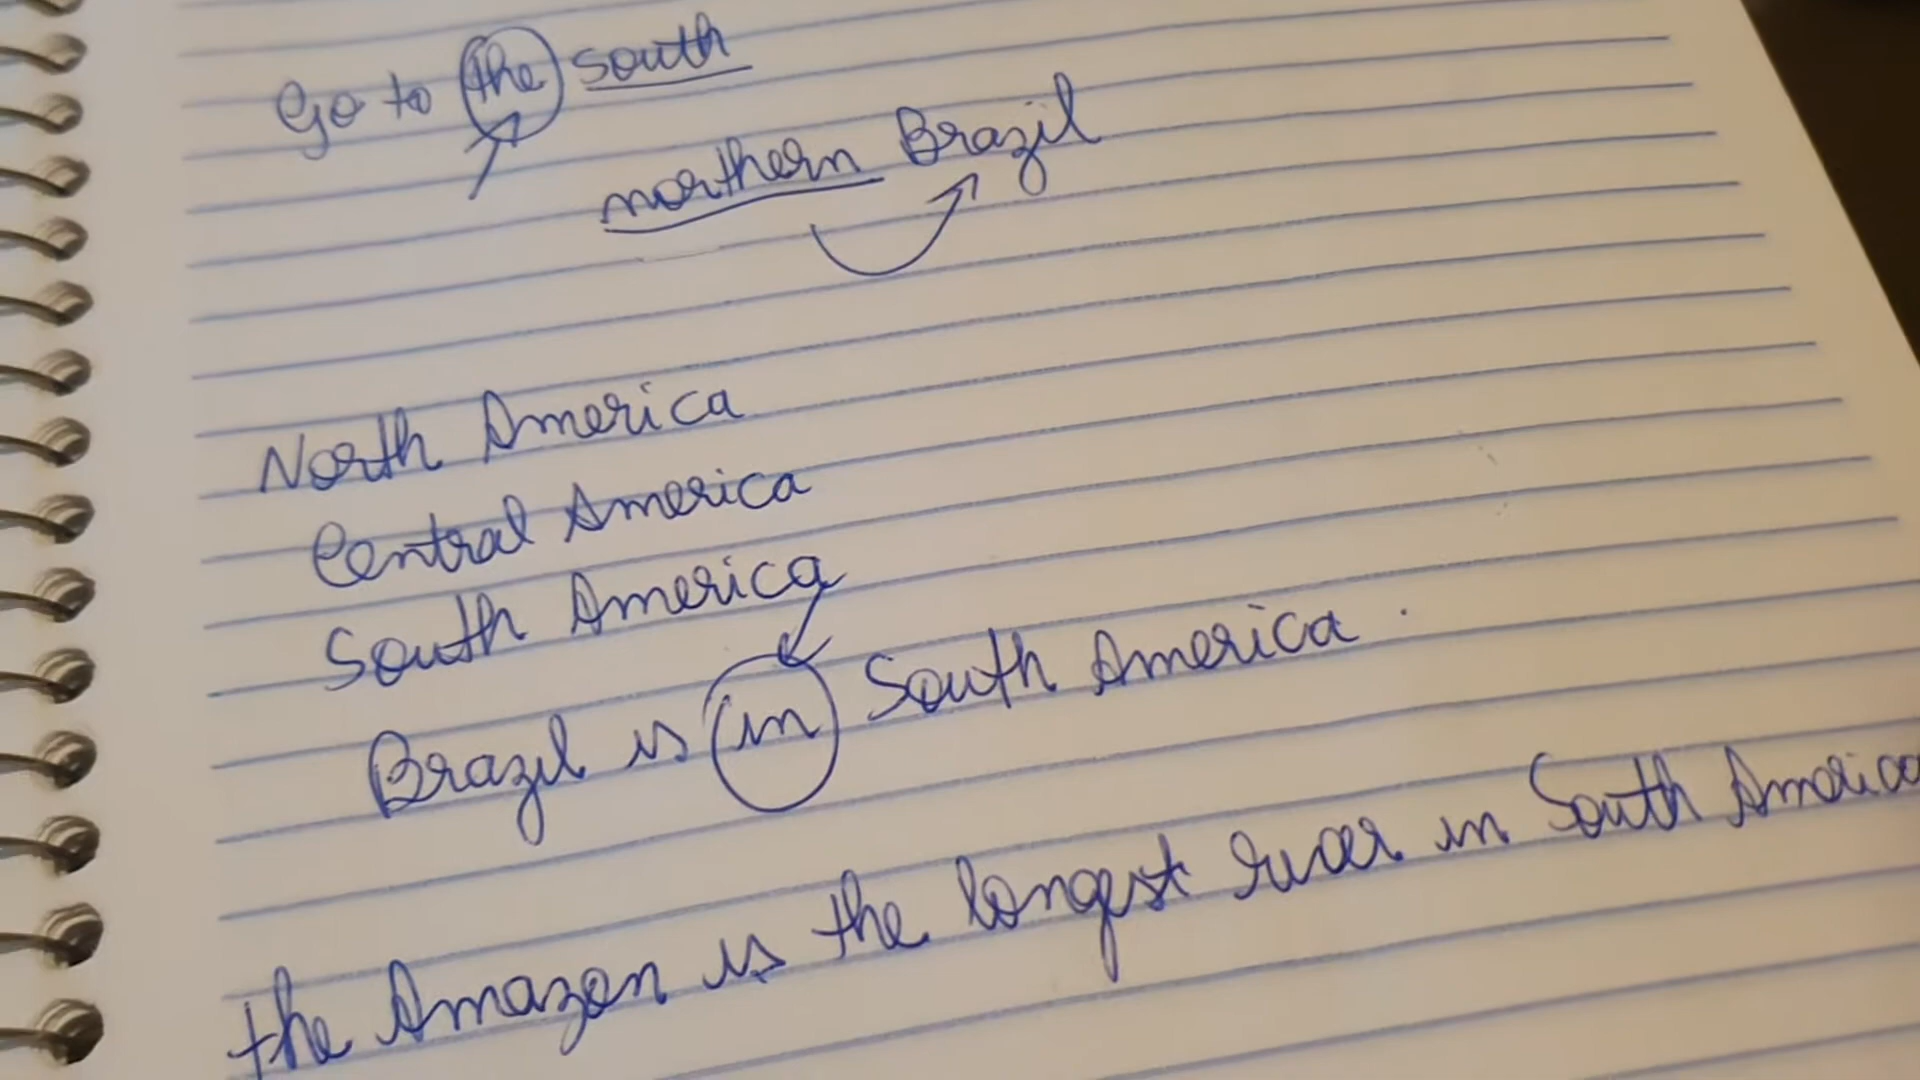 Go to the south
northern Brazil
North America
Central America
South America
Brazil is in South America.
the Amazon is the longest river in South America